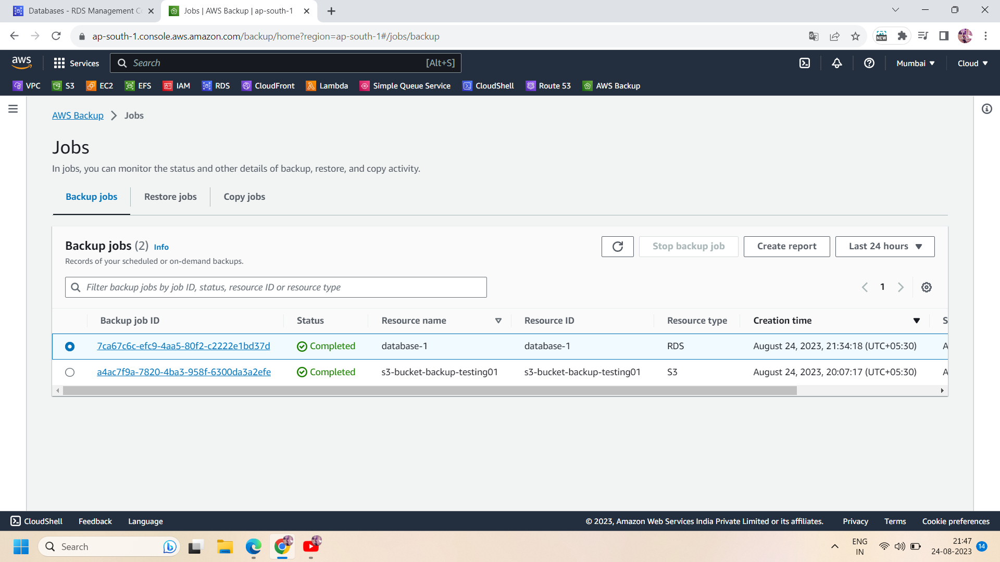 Databases - RDS Management Co
Jobs | AWS Backup | ap-south-1
ap-south-1.console.aws.amazon.com/backup/home?region=ap-south-1#/jobs/backup
NEW
aws
Services
Search
[Alt+S]
Mumbai
Cloud
VPC
S3
EC2
EFS
IAM
RDS
CloudFront
Lambda
Simple Queue Service
CloudShell
Route 53
AWS Backup
AWS Backup > Jobs
Jobs
In jobs, you can monitor the status and other details of backup, restore, and copy activity.
Backup jobs
Restore jobs
Copy jobs
Backup jobs (2) Info
Records of your scheduled or on-demand backups.
Stop backup job
Create report
Last 24 hours
Filter backup jobs by job ID, status, resource ID or resource type
1
Backup job ID Status Resource name Resource ID Resource type Creation time S
7ca67c6c-efc9-4aa5-80f2-c2222e1bd37d Completed database-1 database-1 RDS August 24, 2023, 21:34:18 (UTC+05:30) A
a4ac7f9a-7820-4ba3-958f-6300da3a2efe Completed s3-bucket-backup-testing01 s3-bucket-backup-testing01 S3 August 24, 2023, 20:07:17 (UTC+05:30) A
CloudShell
Feedback
Language
© 2023, Amazon Web Services India Private Limited or its affiliates.
Privacy
Terms
Cookie preferences
Search
ENG
IN
21:47
24-08-2023
14